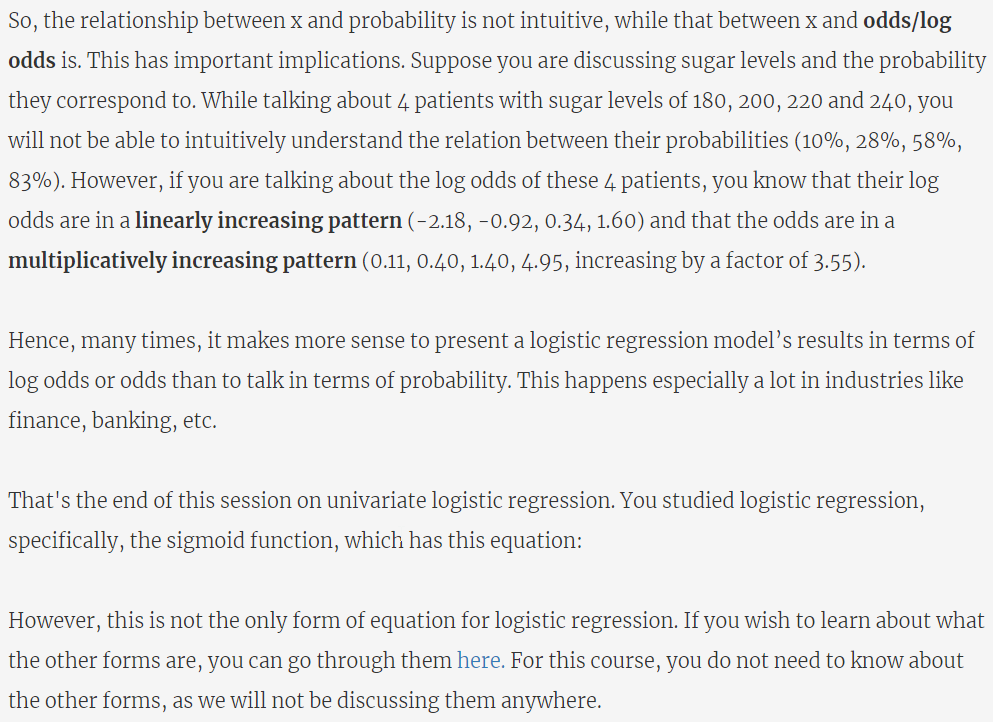 So, the relationship between x and probability is not intuitive, while that between x and odds/log
odds is. This has important implications. Suppose you are discussing sugar levels and the probability
they correspond to. While talking about 4 patients with sugar levels of 180, 200, 220 and 240, you
will not be able to intuitively understand the relation between their probabilities (10%, 28%, 58%,
83%). However, if you are talking about the log odds of these 4 patients, you know that their log
odds are in a linearly increasing pattern (-2.18, -0.92, 0.34, 1.60) and that the odds are in a
multiplicatively increasing pattern (0.11, 0.40, 1.40, 4.95, increasing by a factor of 3.55).
Hence, many times, it makes more sense to present a logistic regression model’s results in terms of
log odds or odds than to talk in terms of probability. This happens especially a lot in industries like
finance, banking, etc.
That's the end of this session on univariate logistic regression. You studied logistic regression,
specifically, the sigmoid function, which has this equation:
However, this is not the only form of equation for logistic regression. If you wish to learn about what
the other forms are, you can go through them here. For this course, you do not need to know about
the other forms, as we will not be discussing them anywhere.